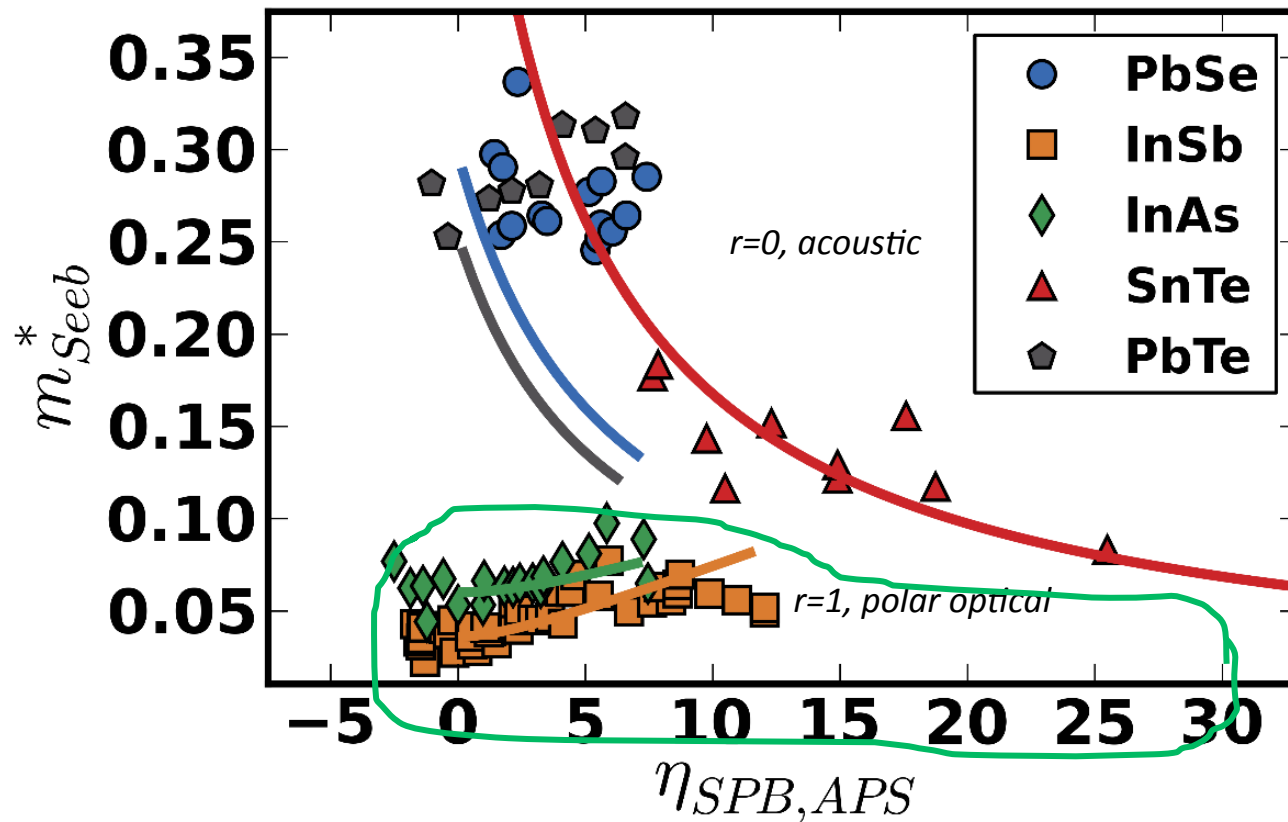 0.35
0.30
0.25
0.20
0.15
0.10
0.05
m*Seeb
PbSe
InSb
InAs
SnTe
PbTe
r=0, acoustic
r=1, polar optical
−5 0 5 10 15 20 25 30
ηSPB,APS